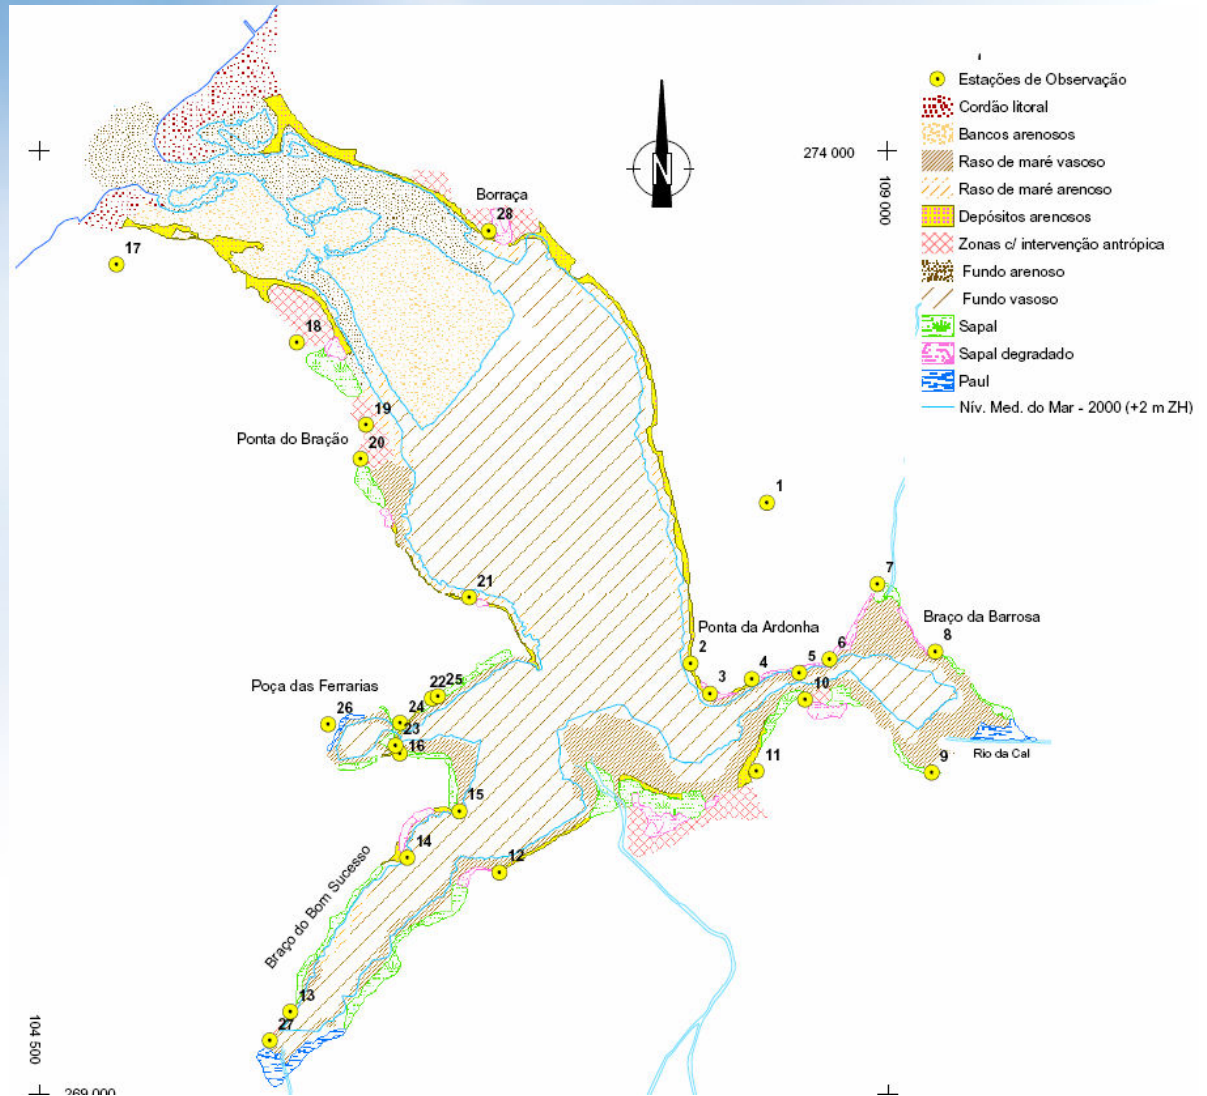 Estações de Observação
Cordão litoral
Bancos arenosos
Raso de maré vasoso
Raso de maré arenoso
Depósitos arenosos
Zonas c/ intervenção antrópica
Fundo arenoso
Fundo vasoso
Sapal
Sapal degradado
Paul
Nív. Med. do Mar - 2000 (+2 m ZH)
274 000
109 000
N
Borraça
28
17
18
19
Ponta do Bração
20
1
21
7
Ponta da Ardonha
Braço da Barrosa
2
3
4
5
6
8
10
Poça das Ferrarias
22
25
26
24
23
16
Rio da Cal
9
11
15
14
12
Braço do Bom Sucesso
13
27
104 500
269 000